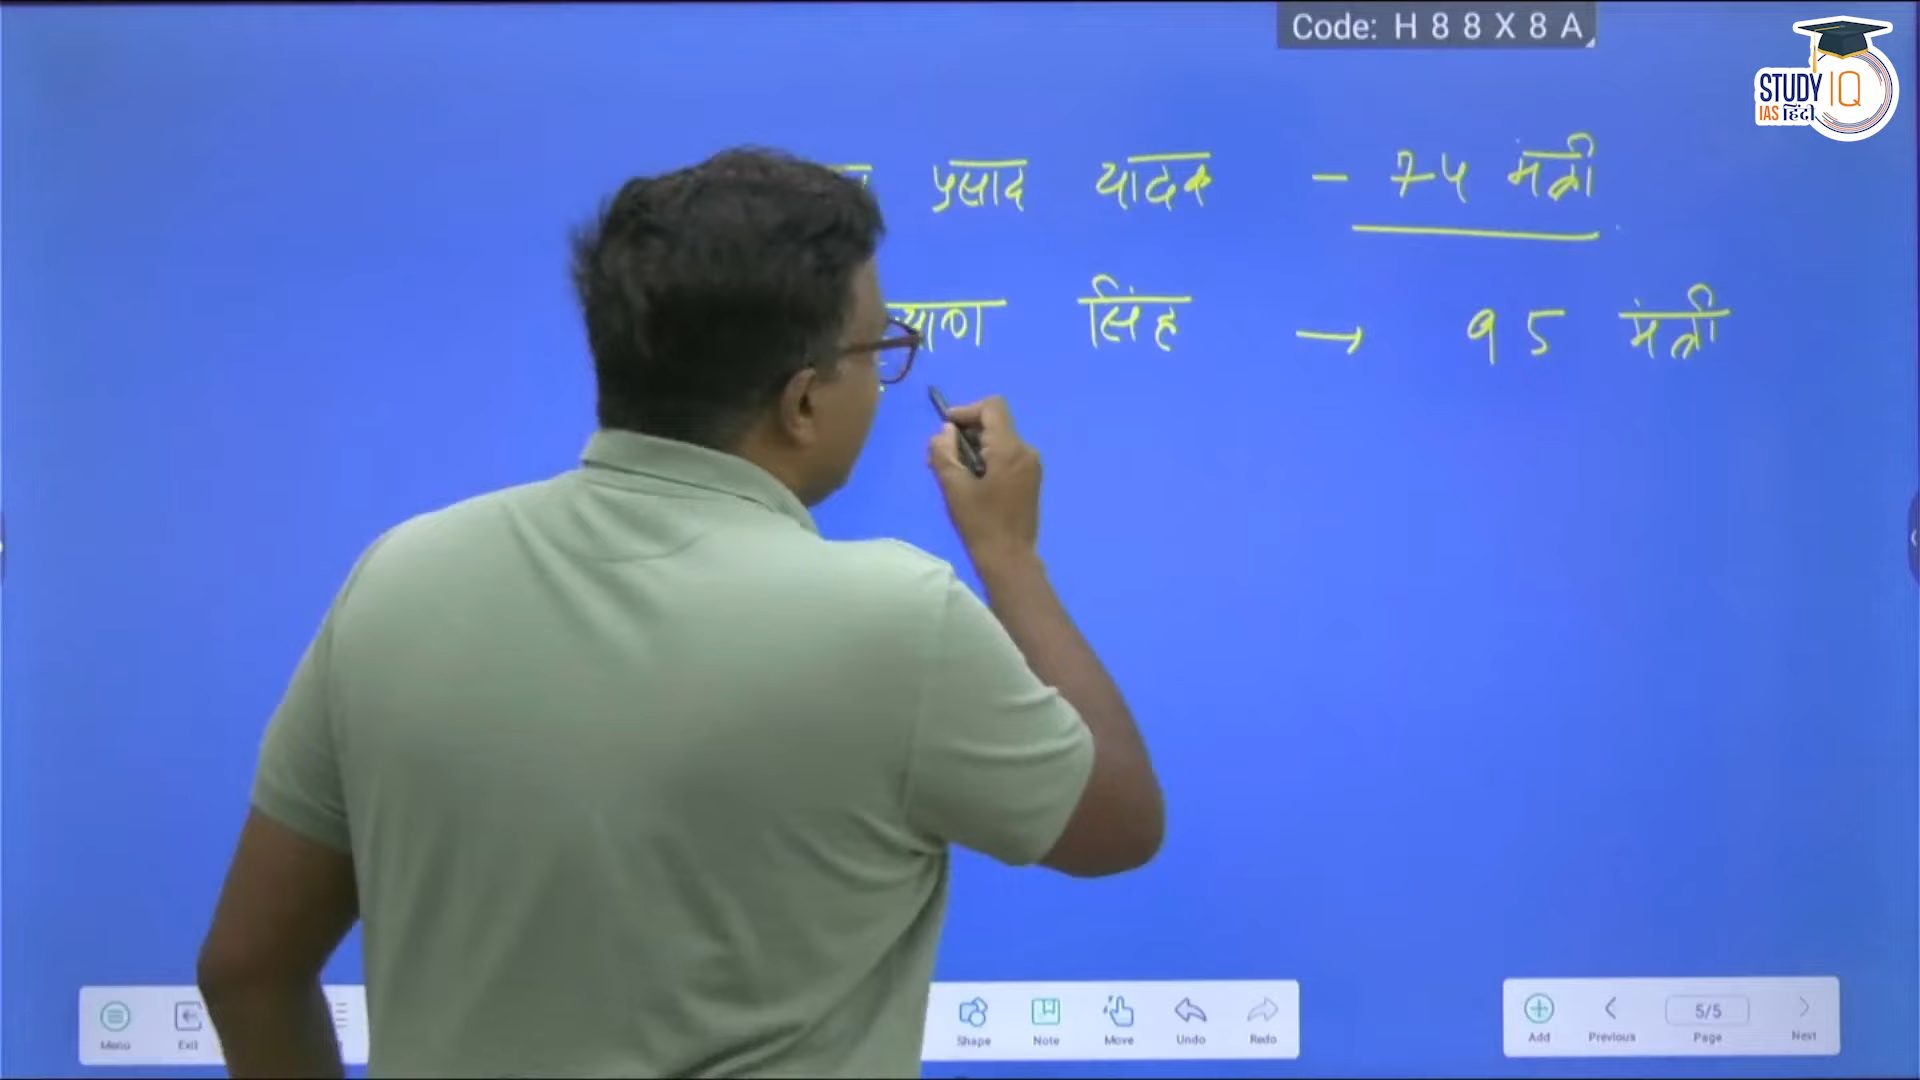 Code: H 8 8 X 8 A
STUDY IQ
IAS हिंदी
प्रसाद यादव - 74 मंत्री
सिंह → 95 मंत्री
Menu Exit Shape Note Move Undo Redo
Add Previous 5/5 Page Next